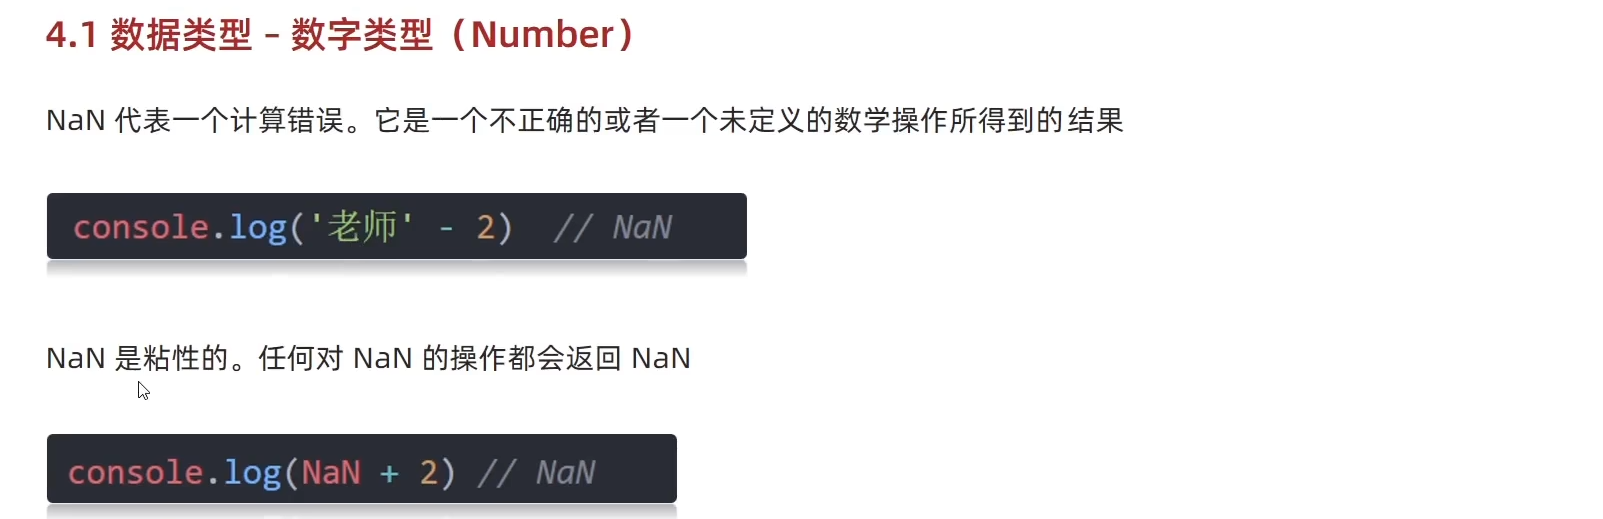 4.1 数据类型 – 数字类型（Number）
NaN 代表一个计算错误。它是一个不正确的或者一个未定义的数学操作所得到的结果
console.log('老师' - 2)  // NaN
NaN 是粘性的。任何对 NaN 的操作都会返回 NaN
console.log(NaN + 2) // NaN